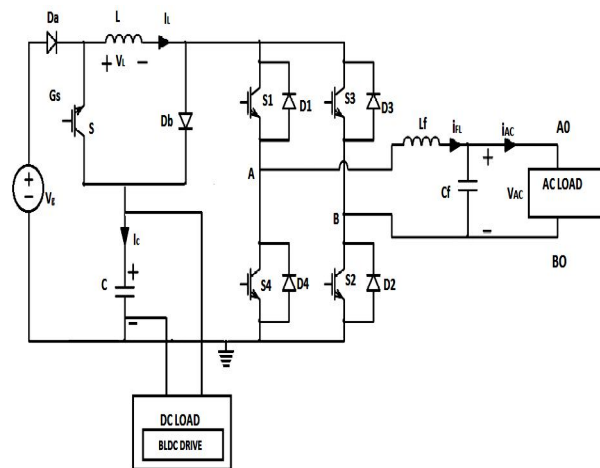 Da
L
IL
+ VL −
Gs
S
Db
S1
D1
S3
D3
Lf
iFL
iAC
A0
+
−
Vg
A
B
Cf
+
VAC
−
AC LOAD
BO
Ic
+
C
−
S4
D4
S2
D2
DC LOAD
BLDC DRIVE